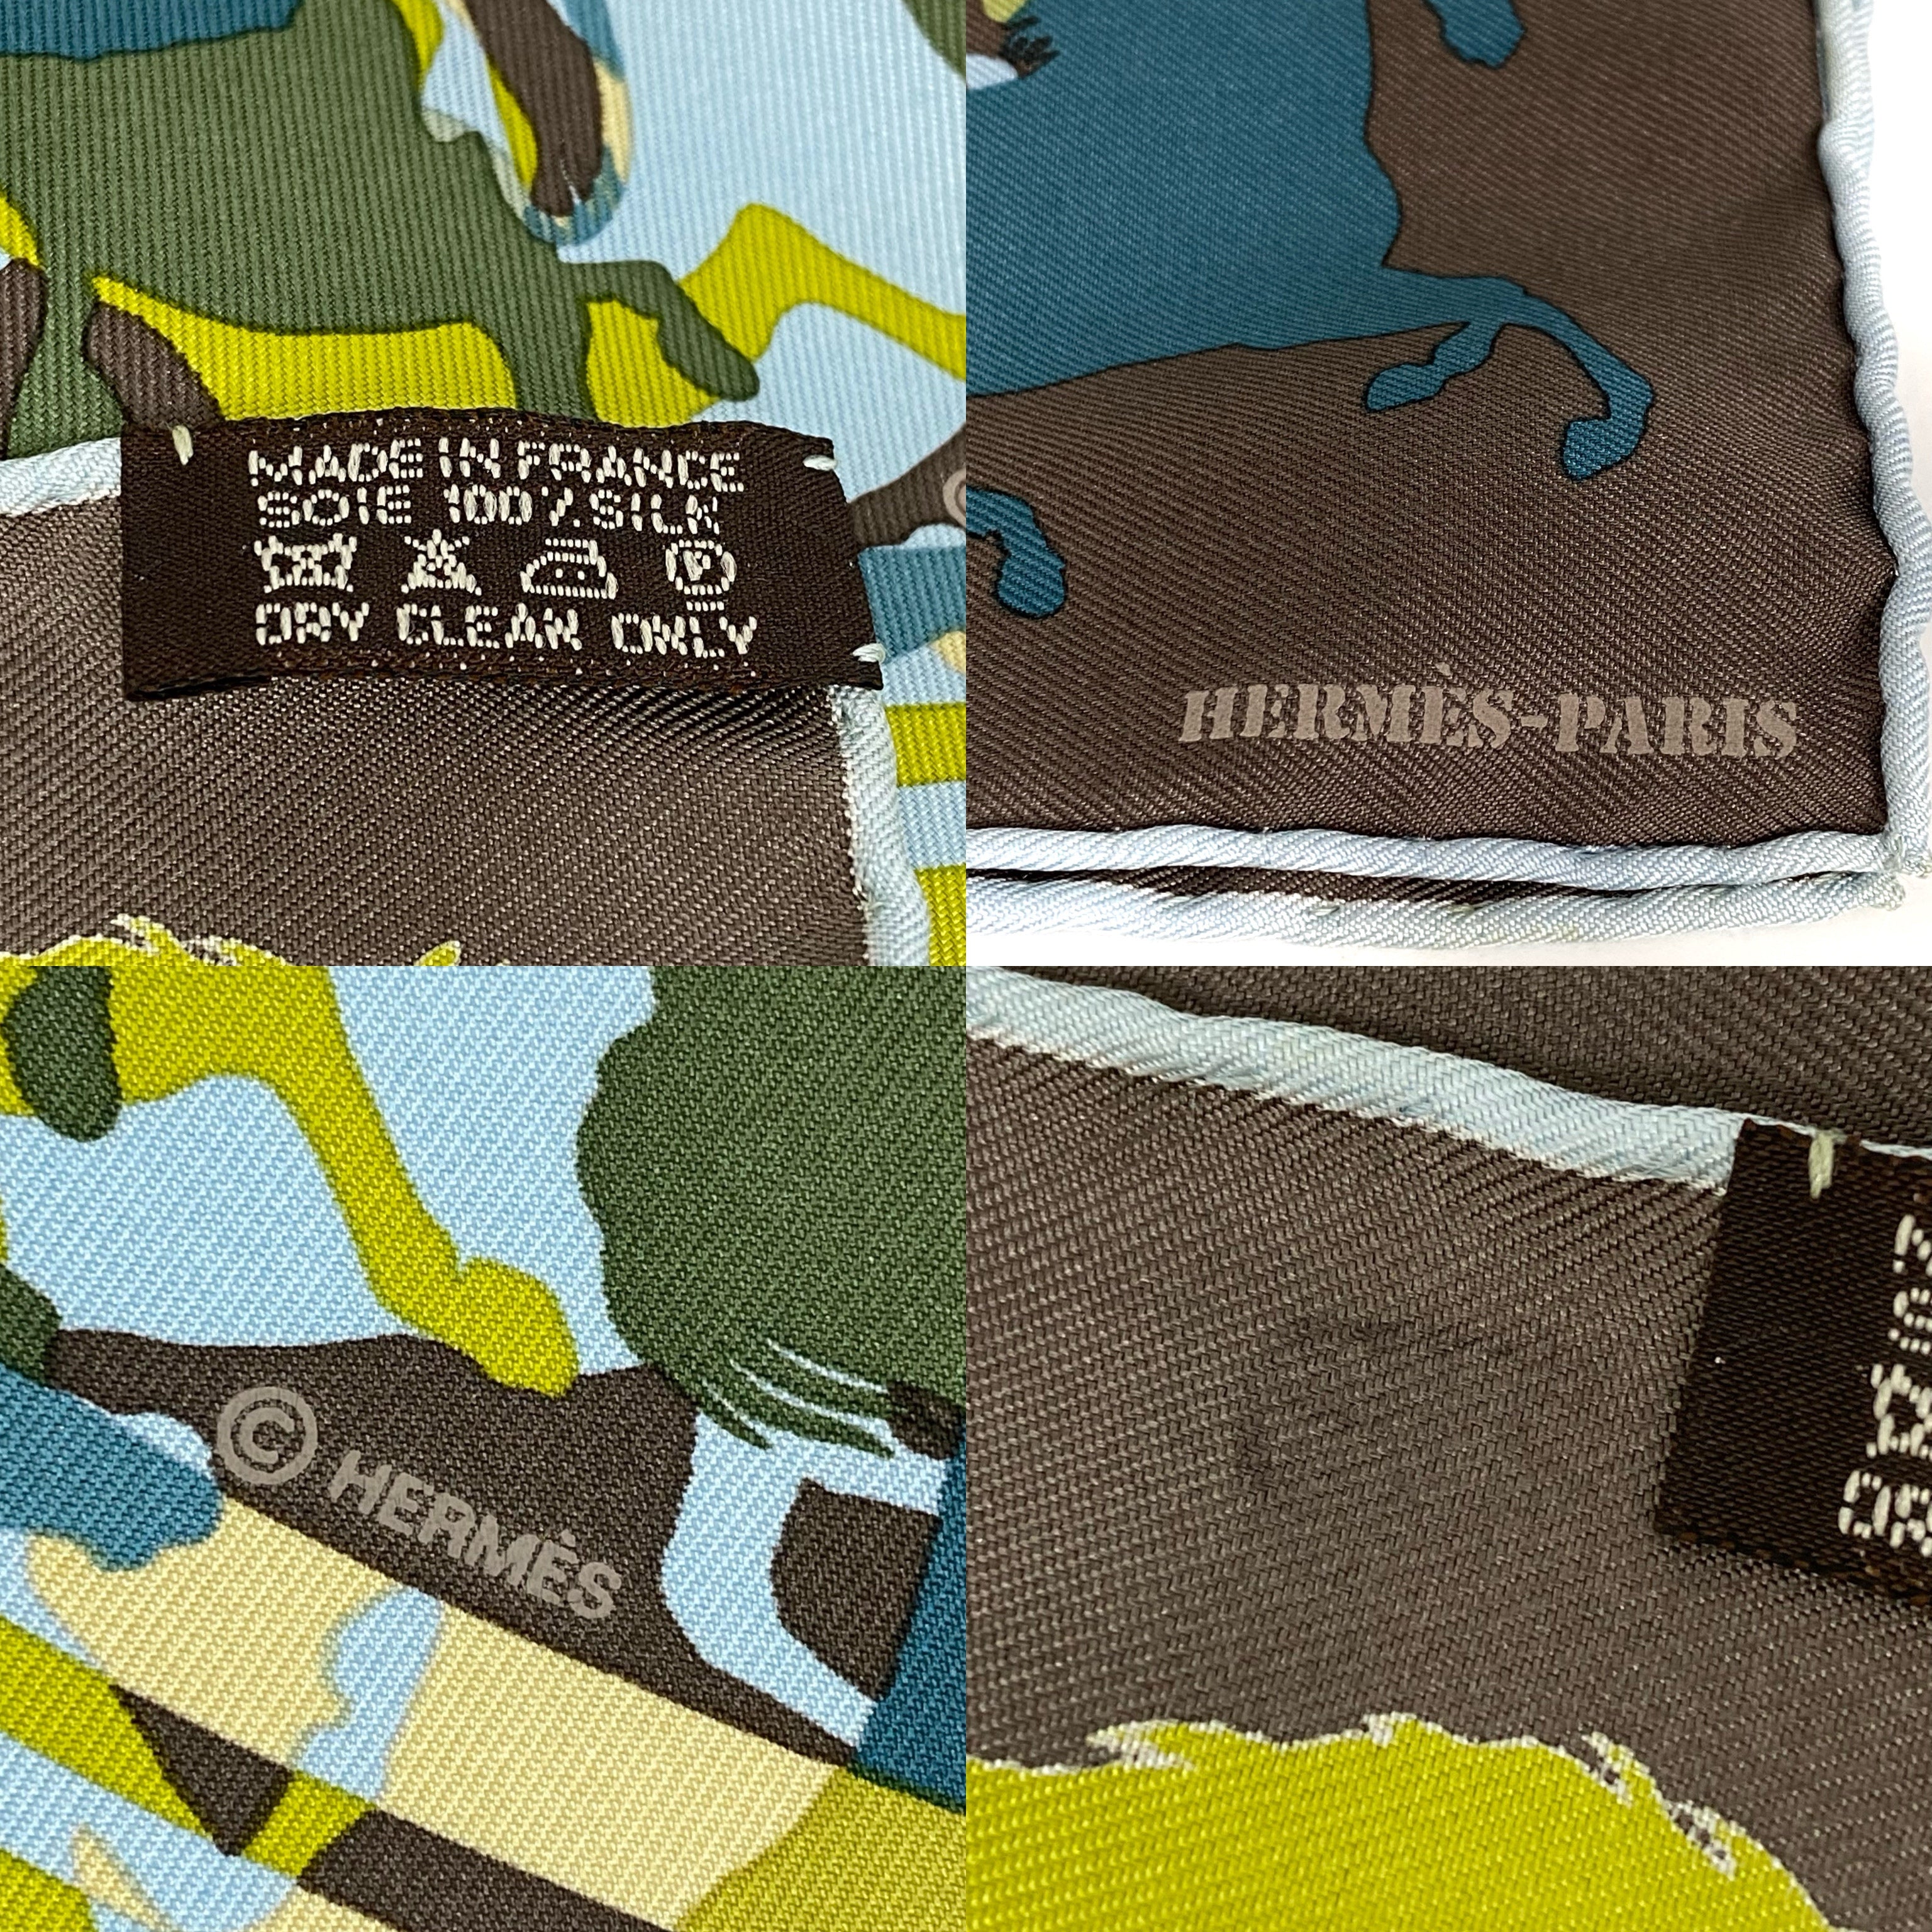 MADE IN FRANCE
SOIE 100% SILK
DRY CLEAN ONLY
HERMÈS-PARIS
© HERMÈS